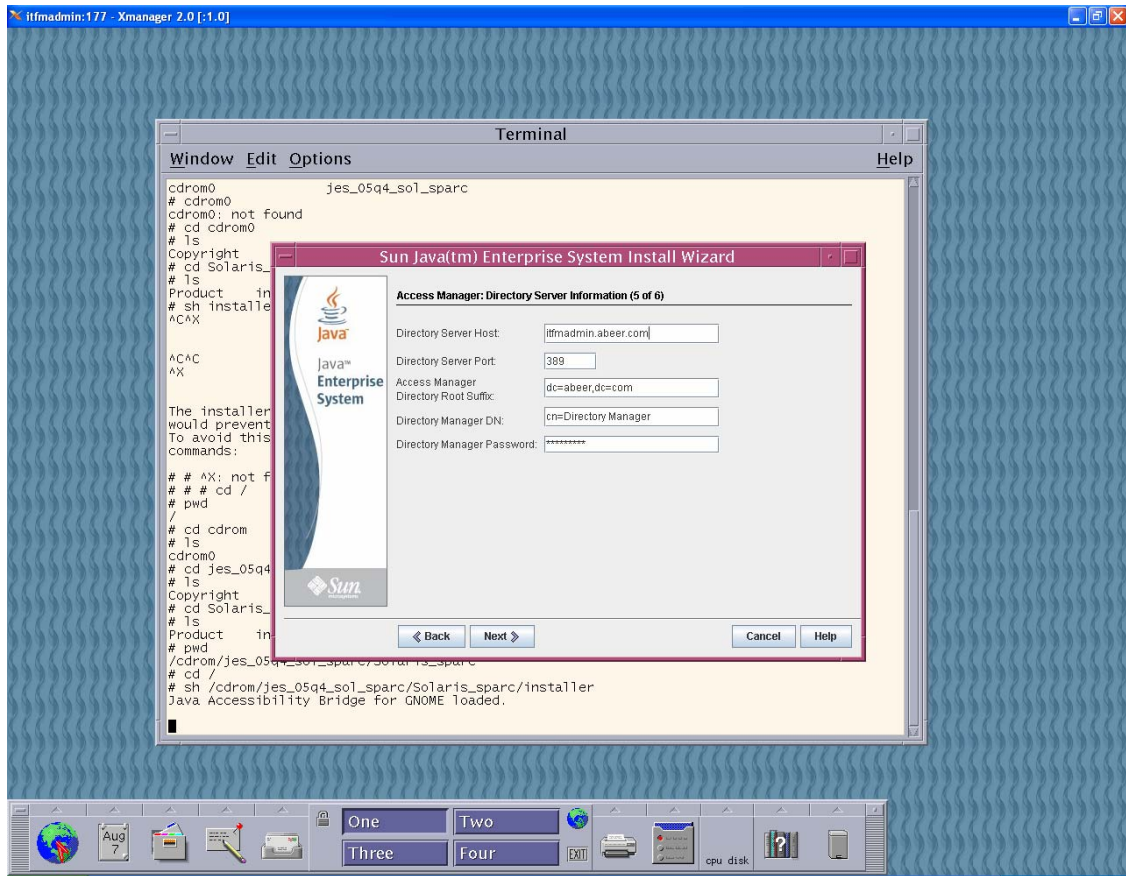 itfmadmin:177 - Xmanager 2.0 [:1.0]
Terminal
Window Edit Options Help
cdrom0 jes_05q4_sol_sparc
# cdrom0
cdrom0: not found
# cd cdrom0
# ls
Copyright
# cd Solaris_
# ls
Product in
# sh installe
^C^X
^C^C
^X
The installer
would prevent
To avoid this
commands:
# # ^X: not f
# # # cd /
# pwd
/
# cd cdrom
# ls
cdrom0
# cd jes_05q4
# ls
Copyright
# cd Solaris_
# ls
Product in
# pwd
/cdrom/jes_05q4_sol_sparc/Solaris_sparc
# cd /
# sh /cdrom/jes_05q4_sol_sparc/Solaris_sparc/installer
Java Accessibility Bridge for GNOME loaded.
Sun Java(tm) Enterprise System Install Wizard
Java
Java™
Enterprise
System
Sun
Access Manager: Directory Server Information (5 of 6)
Directory Server Host: itfmadmin.abeer.com
Directory Server Port: 389
Access Manager
Directory Root Suffix: dc=abeer,dc=com
Directory Manager DN: cn=Directory Manager
Directory Manager Password: *********
Back Next Cancel Help
Aug
7
One Two
Three Four
EXIT
cpu disk